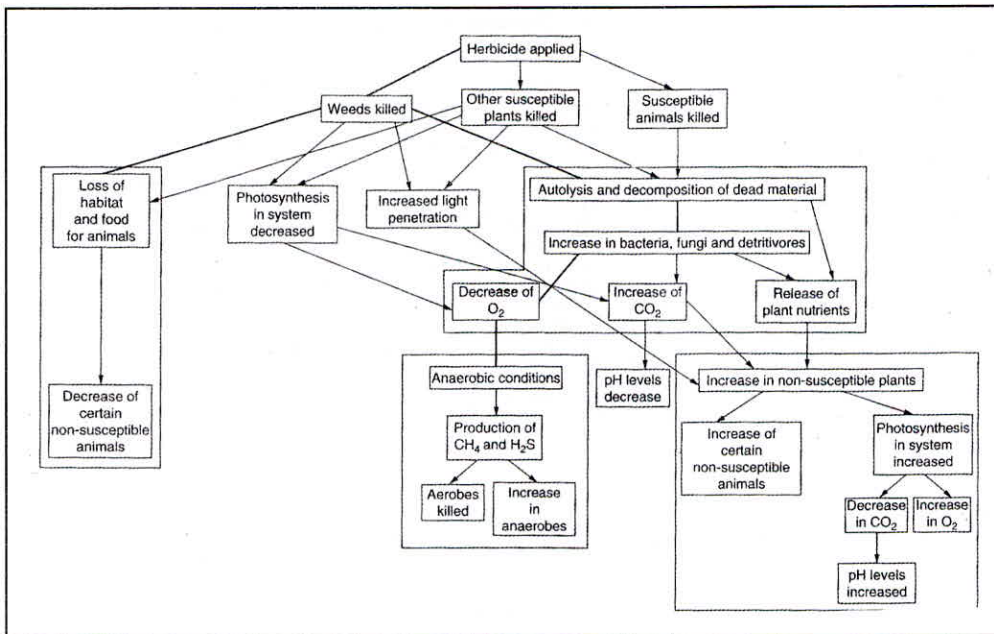 Herbicide applied
Weeds killed
Other susceptible
plants killed
Susceptible
animals killed
Loss of
habitat
and food
for animals
Photosynthesis
in system
decreased
Increased light
penetration
Autolysis and decomposition of dead material
Increase in bacteria, fungi and detritivores
Decrease of
O₂
Increase of
CO₂
Release of
plant nutrients
Decrease of
certain
non-susceptible
animals
Anaerobic conditions
pH levels
decrease
Increase in non-susceptible plants
Production of
CH₄ and H₂S
Increase of
certain
non-susceptible
animals
Photosynthesis
in system
increased
Aerobes
killed
Increase
in
anaerobes
Decrease
in CO₂
Increase
in O₂
pH levels
increased